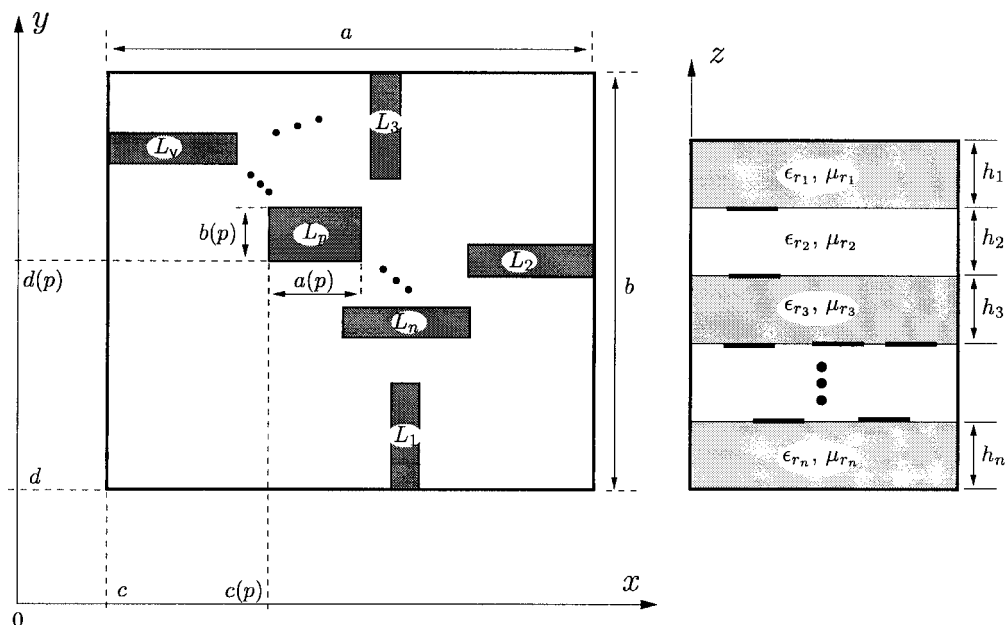 y
a
z
L₃
Lᵥ
ϵᵣ₁, μᵣ₁
h₁
b(p)
Lₚ
ϵᵣ₂, μᵣ₂
h₂
L₂
d(p)
a(p)
b
ϵᵣ₃, μᵣ₃
h₃
Lₙ
L₁
ϵᵣₙ, μᵣₙ
hₙ
d
c
c(p)
x
0